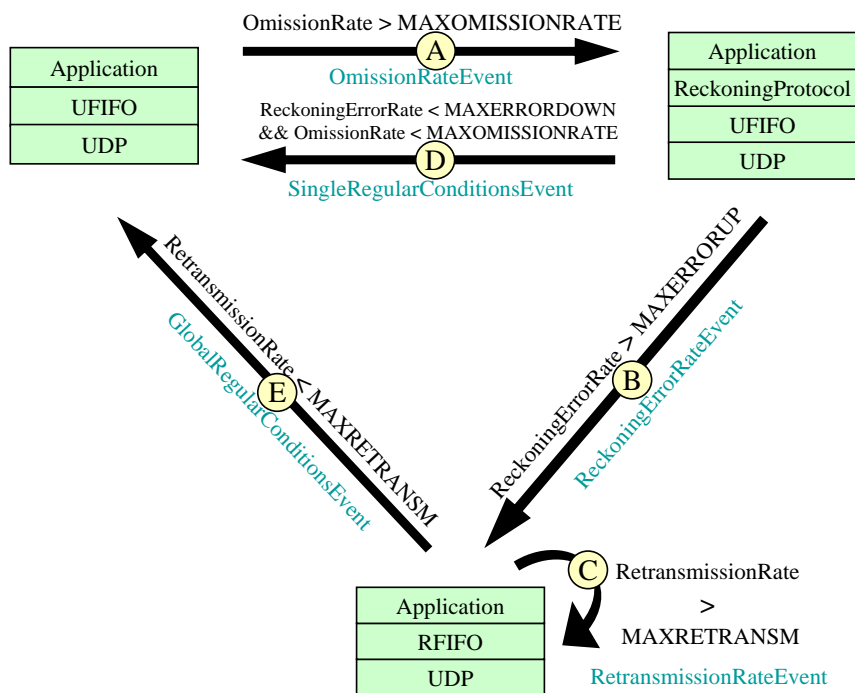 OmissionRate > MAXOMISSIONRATE
A
OmissionRateEvent
Application
UFIFO
UDP
Application
ReckoningProtocol
UFIFO
UDP
ReckoningErrorRate < MAXERRORDOWN
&& OmissionRate < MAXOMISSIONRATE
D
SingleRegularConditionsEvent
RetransmissionRate < MAXRETRANSM
E
GlobalRegularConditionsEvent
ReckoningErrorRate > MAXERRORUP
B
ReckoningErrorRateEvent
Application
RFIFO
UDP
C
RetransmissionRate
>
MAXRETRANSM
RetransmissionRateEvent